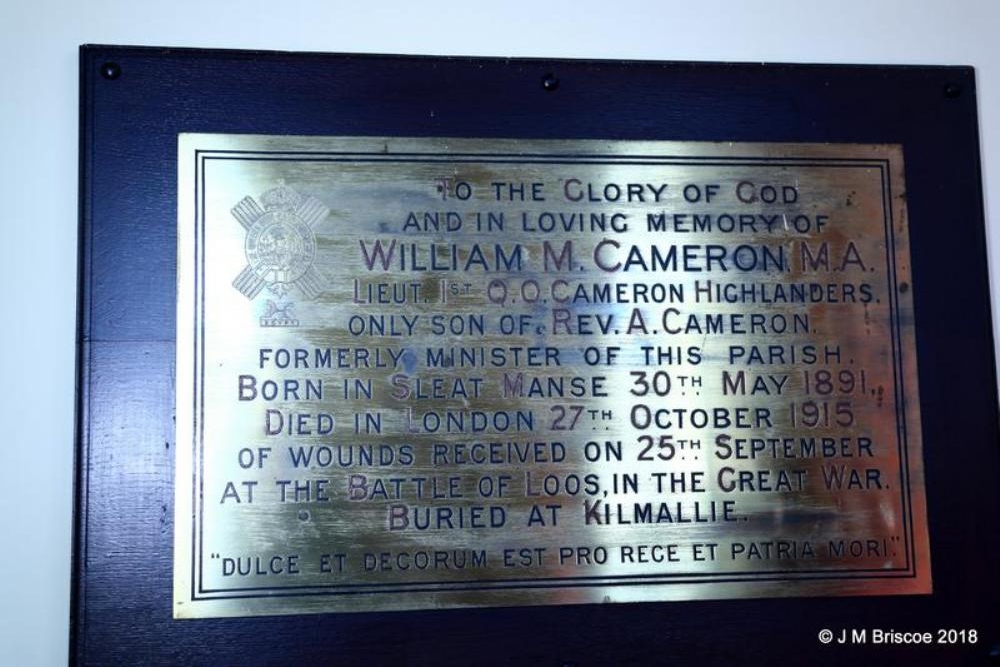 TO THE GLORY OF GOD
AND IN LOVING MEMORY OF
WILLIAM M. CAMERON, M.A.
LIEUT. 1ST Q.O. CAMERON HIGHLANDERS.
ONLY SON OF REV. A. CAMERON.
FORMERLY MINISTER OF THIS PARISH.
BORN IN SLEAT MANSE 30TH MAY 1891,
DIED IN LONDON 27TH OCTOBER 1915
OF WOUNDS RECEIVED ON 25TH SEPTEMBER
AT THE BATTLE OF LOOS, IN THE GREAT WAR.
BURIED AT KILMALLIE.
"DULCE ET DECORUM EST PRO REGE ET PATRIA MORI."
EGYPT
© J M Briscoe 2018